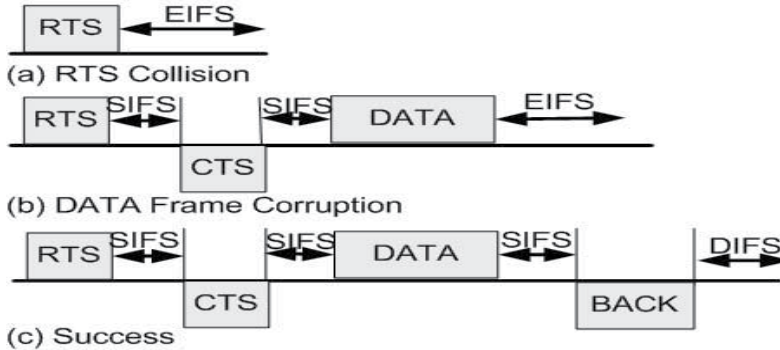 RTS EIFS
(a) RTS Collision
RTS SIFS SIFS DATA EIFS
CTS
(b) DATA Frame Corruption
RTS SIFS SIFS DATA SIFS DIFS
CTS BACK
(c) Success